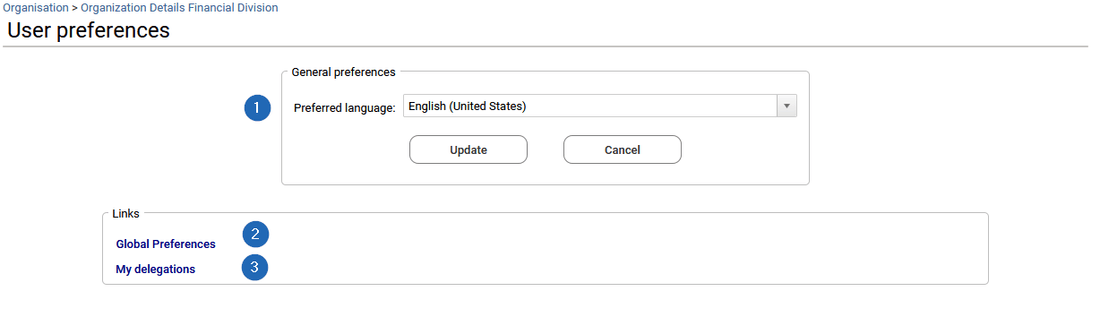 Organisation > Organization Details Financial Division
User preferences
General preferences
1 Preferred language: English (United States)
Update Cancel
Links
2
Global Preferences
My delegations 3